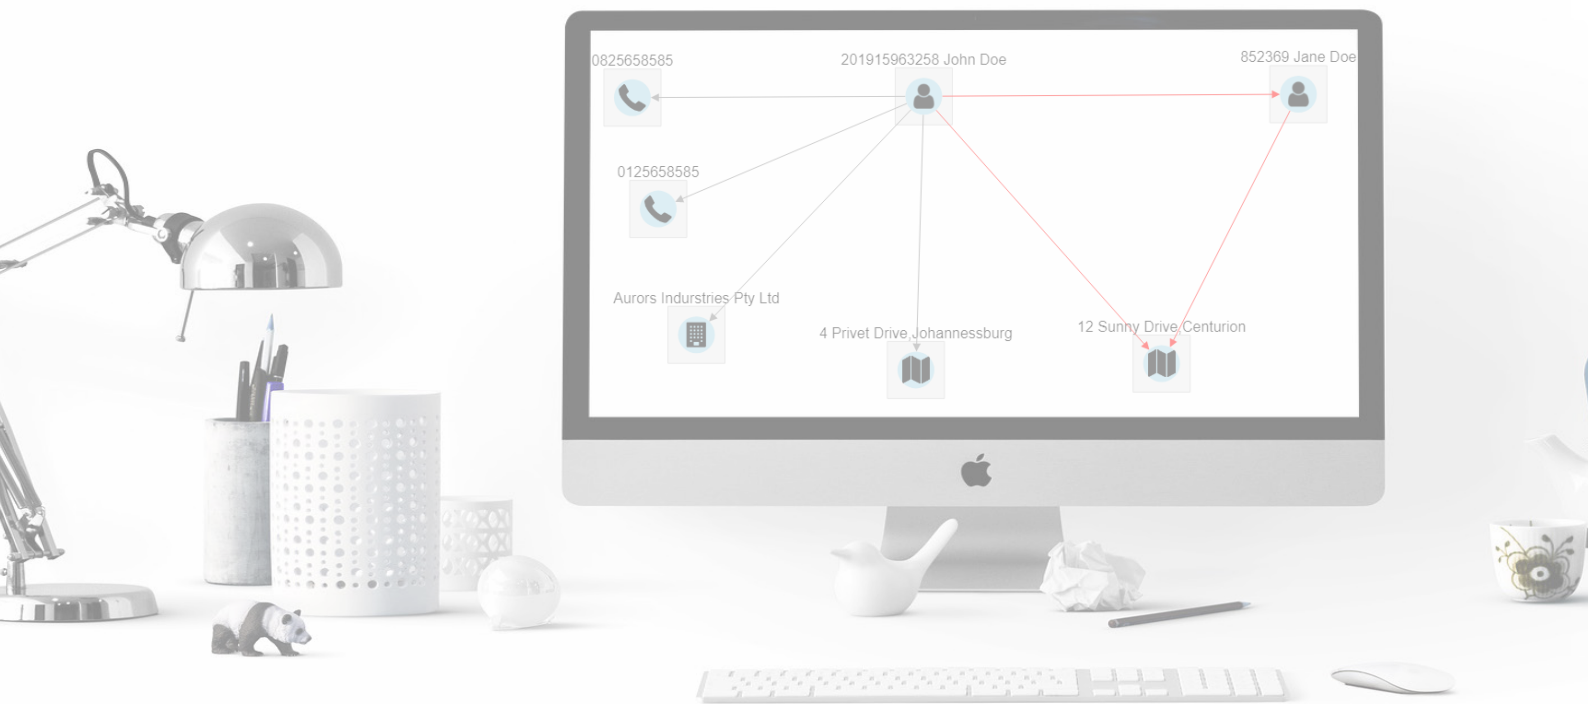 0825658585
201915963258 John Doe
852369 Jane Doe
0125658585
Aurors Indurstries Pty Ltd
4 Privet Drive,Johannessburg
12 Sunny Drive,Centurion